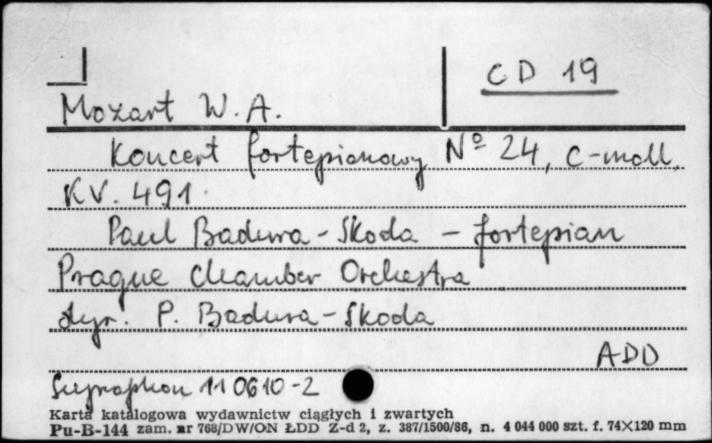 CD 19
Mozart W. A.
Koncert fortepianowy Nº 24, c-moll,
KV. 491.
Paul Badura-Skoda - fortepian
Prague Chamber Orchestra
dyr. P. Badura-Skoda
ADD
Supraphon 11 0610-2
Karta katalogowa wydawnictw ciągłych i zwartych
Pu-B-144 zam. nr 768/DW/ON ŁDD Z-d 2, z. 387/1500/86, n. 4 044 000 szt. f. 74×120 mm